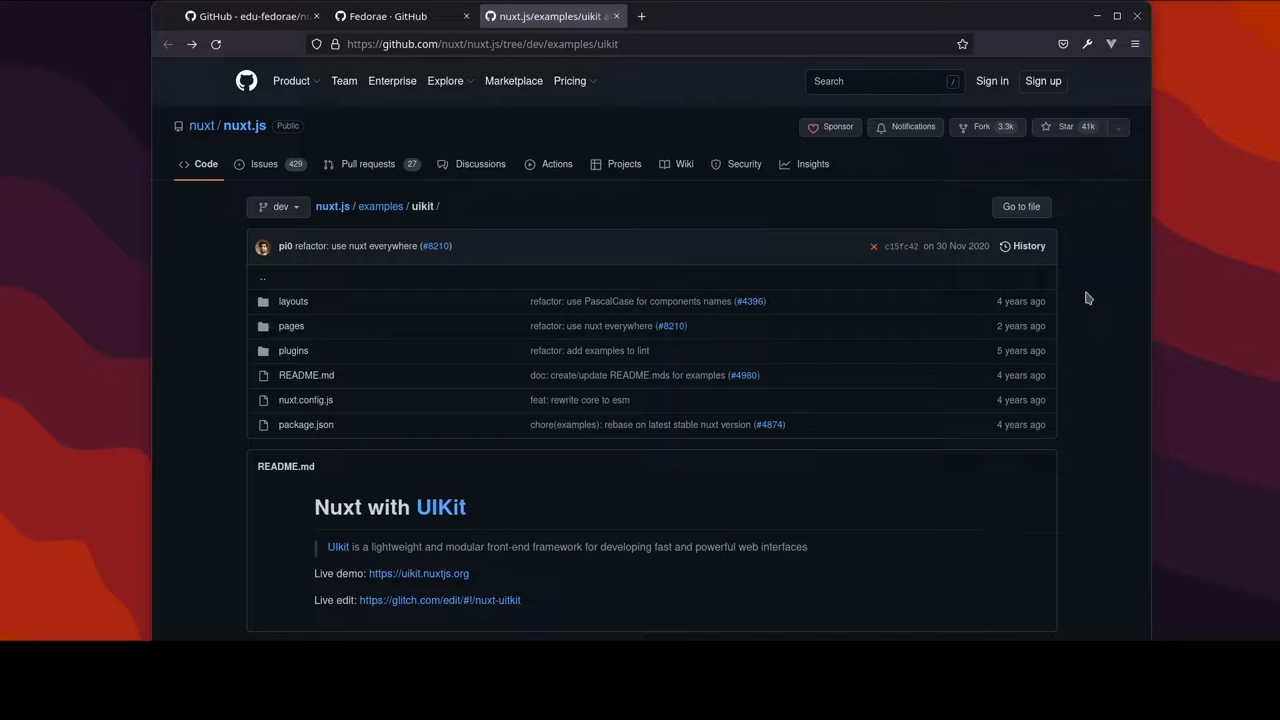 GitHub - edu-fedorae/nu
Fedorae · GitHub
nuxt.js/examples/uikit a
https://github.com/nuxt/nuxt.js/tree/dev/examples/uikit
Product Team Enterprise Explore Marketplace Pricing Search / Sign in Sign up
nuxt / nuxt.js Public Sponsor Notifications Fork 3.3k Star 41k
Code Issues 429 Pull requests 27 Discussions Actions Projects Wiki Security Insights
dev nuxt.js / examples / uikit / Go to file
pi0 refactor: use nuxt everywhere (#8210) c15fc42 on 30 Nov 2020 History
..
layouts refactor: use PascalCase for components names (#4396) 4 years ago
pages refactor: use nuxt everywhere (#8210) 2 years ago
plugins refactor: add examples to lint 5 years ago
README.md doc: create/update README.mds for examples (#4980) 4 years ago
nuxt.config.js feat: rewrite core to esm 4 years ago
package.json chore(examples): rebase on latest stable nuxt version (#4874) 4 years ago
README.md
Nuxt with UIKit
UIkit is a lightweight and modular front-end framework for developing fast and powerful web interfaces
Live demo: https://uikit.nuxtjs.org
Live edit: https://glitch.com/edit/#!/nuxt-uitkit